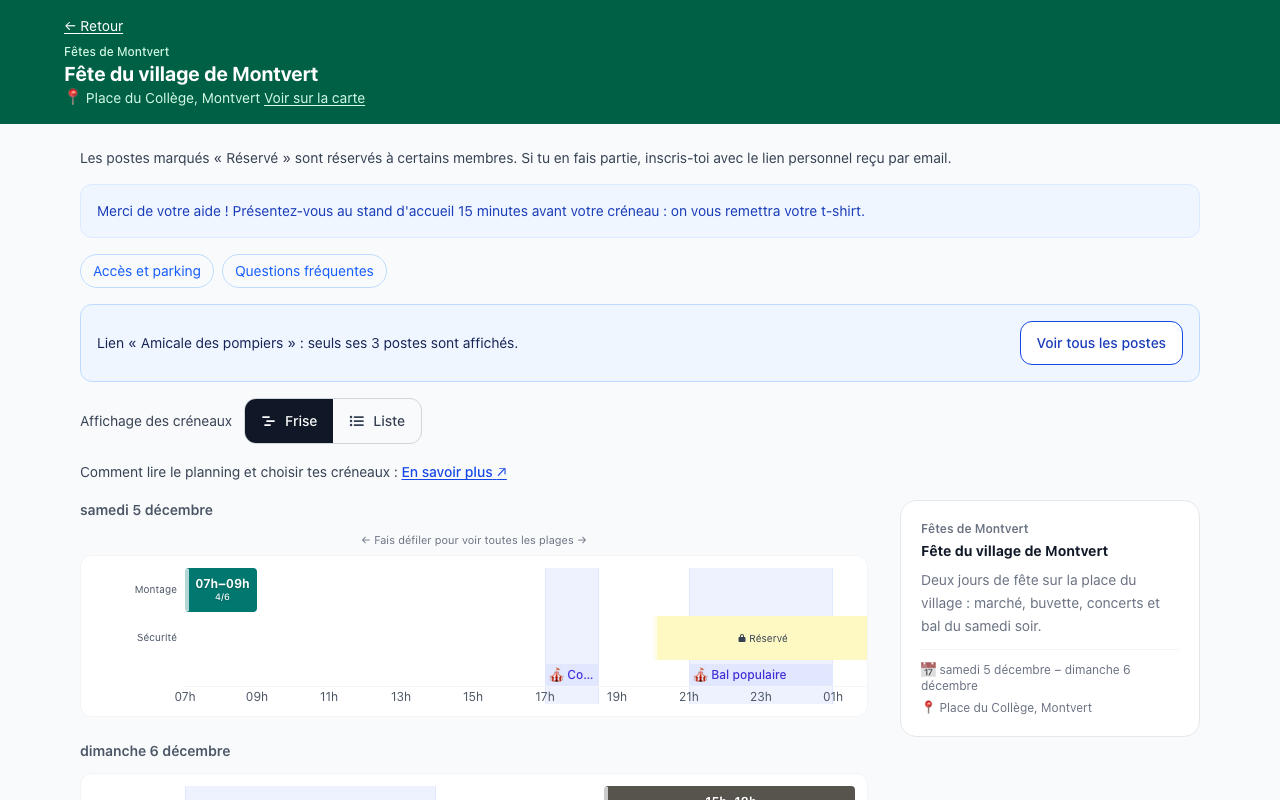 ← Retour
Fêtes de Montvert
Fête du village de Montvert
📍 Place du Collège, Montvert Voir sur la carte
Les postes marqués « Réservé » sont réservés à certains membres. Si tu en fais partie, inscris-toi avec le lien personnel reçu par email.
Merci de votre aide ! Présentez-vous au stand d'accueil 15 minutes avant votre créneau : on vous remettra votre t-shirt.
Accès et parking
Questions fréquentes
Lien « Amicale des pompiers » : seuls ses 3 postes sont affichés.
Voir tous les postes
Affichage des créneaux
Frise
Liste
Comment lire le planning et choisir tes créneaux : En savoir plus ↗
samedi 5 décembre
← Fais défiler pour voir toutes les plages →
Montage
07h–09h
4/6
Sécurité
🔒 Réservé
🎪 Co...
🎪 Bal populaire
07h 09h 11h 13h 15h 17h 19h 21h 23h 01h
dimanche 6 décembre
Fêtes de Montvert
Fête du village de Montvert
Deux jours de fête sur la place du
village : marché, buvette, concerts et
bal du samedi soir.
📅 samedi 5 décembre – dimanche 6
décembre
📍 Place du Collège, Montvert